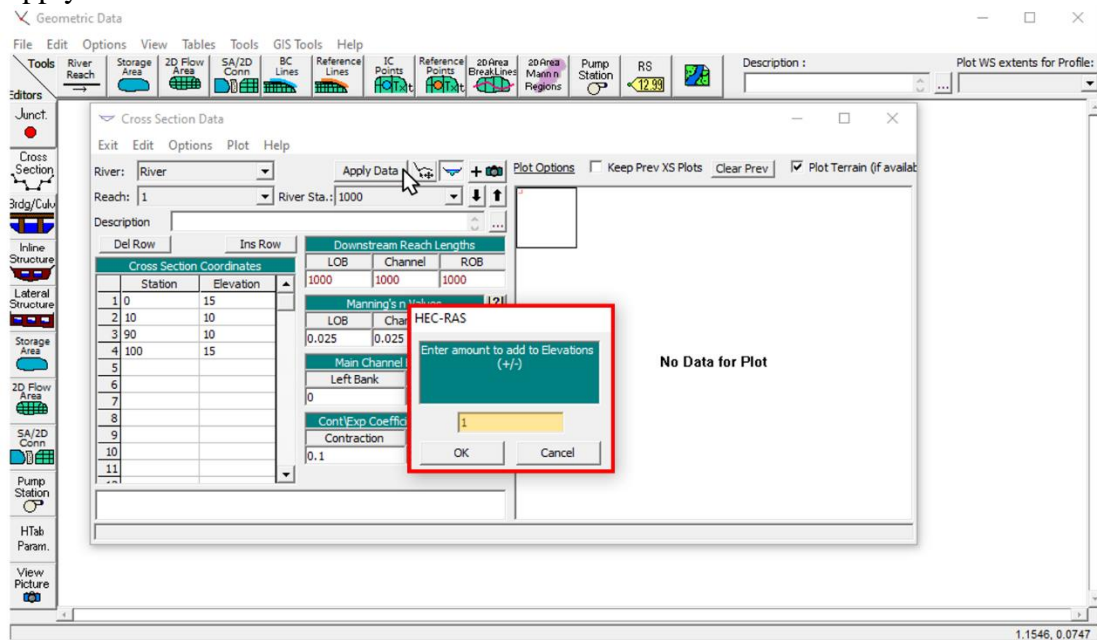 Geometric Data
File Edit Options View Tables Tools GIS Tools Help
Tools River Reach Storage Area 2D Flow Area SA/2D Conn BC Lines Reference Lines IC Points Reference Points 2D Area BreakLines 2D Area Mann n Regions Pump Station RS Description : Plot WS extents for Profile:
12.99
...
Editors
Junct.
Cross Section
Brdg/Culv
Inline Structure
Lateral Structure
Storage Area
2D Flow Area
SA/2D Conn
Pump Station
HTab Param.
View Picture
Cross Section Data
Exit Edit Options Plot Help
River: River Apply Data + Plot Options Keep Prev XS Plots Clear Prev Plot Terrain (if availab
Reach: 1 River Sta.: 1000
Description ...
Del Row Ins Row Downstream Reach Lengths
Cross Section Coordinates LOB Channel ROB
Station Elevation 1000 1000 1000
1 0 15
2 10 10
3 90 10
4 100 15
5
6
7
8
9
10
11
Manning's n Values ?
LOB
0.025 0.025
Main Channel
Left Bank
0
Contraction
0.1
HEC-RAS
Enter amount to add to Elevations
(+/-)
1
OK Cancel
No Data for Plot
1.1546, 0.0747